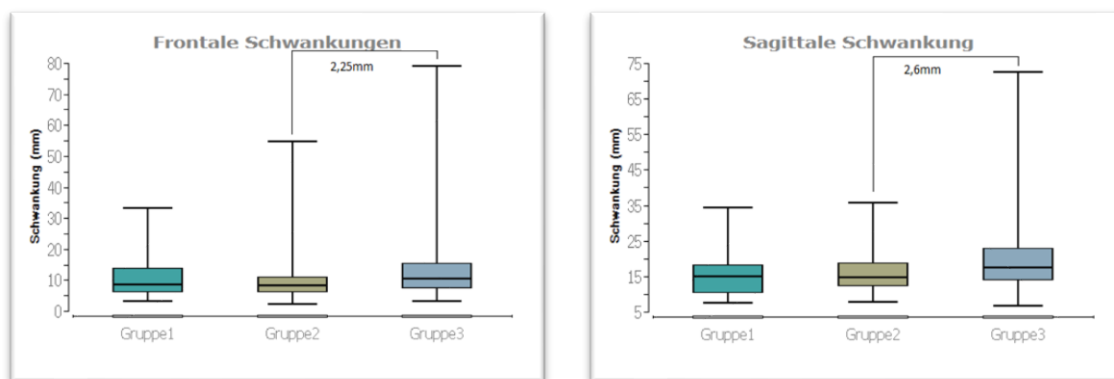 Frontale Schwankungen
2,25mm
Schwankung (mm)
80
70
60
50
40
30
20
10
0
Gruppe1 Gruppe2 Gruppe3
Sagittale Schwankung
2,6mm
Schwankung (mm)
75
65
55
45
35
25
15
5
Gruppe1 Gruppe2 Gruppe3